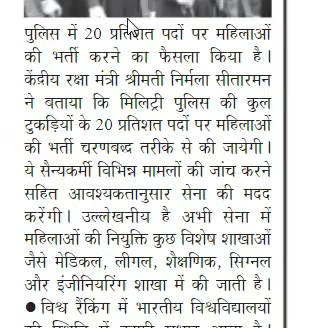 पुलिस में 20 प्रतिशत पदों पर महिलाओं
की भर्ती करने का फैसला किया है।
केंद्रीय रक्षा मंत्री श्रीमती निर्मला सीतारमन
ने बताया कि मिलिट्री पुलिस की कुल
टुकड़ियों के 20 प्रतिशत पदों पर महिलाओं
की भर्ती चरणबद्ध तरीके से की जायेगी।
ये सैन्यकर्मी विभिन्न मामलों की जांच करने
सहित आवश्यकतानुसार सेना की मदद
करेंगी। उल्लेखनीय है अभी सेना में
महिलाओं की नियुक्ति कुछ विशेष शाखाओं
जैसे मेडिकल, लीगल, शैक्षणिक, सिग्नल
और इंजीनियरिंग शाखा में की जाती है।
● विश्व रैंकिंग में भारतीय विश्वविद्यालयों